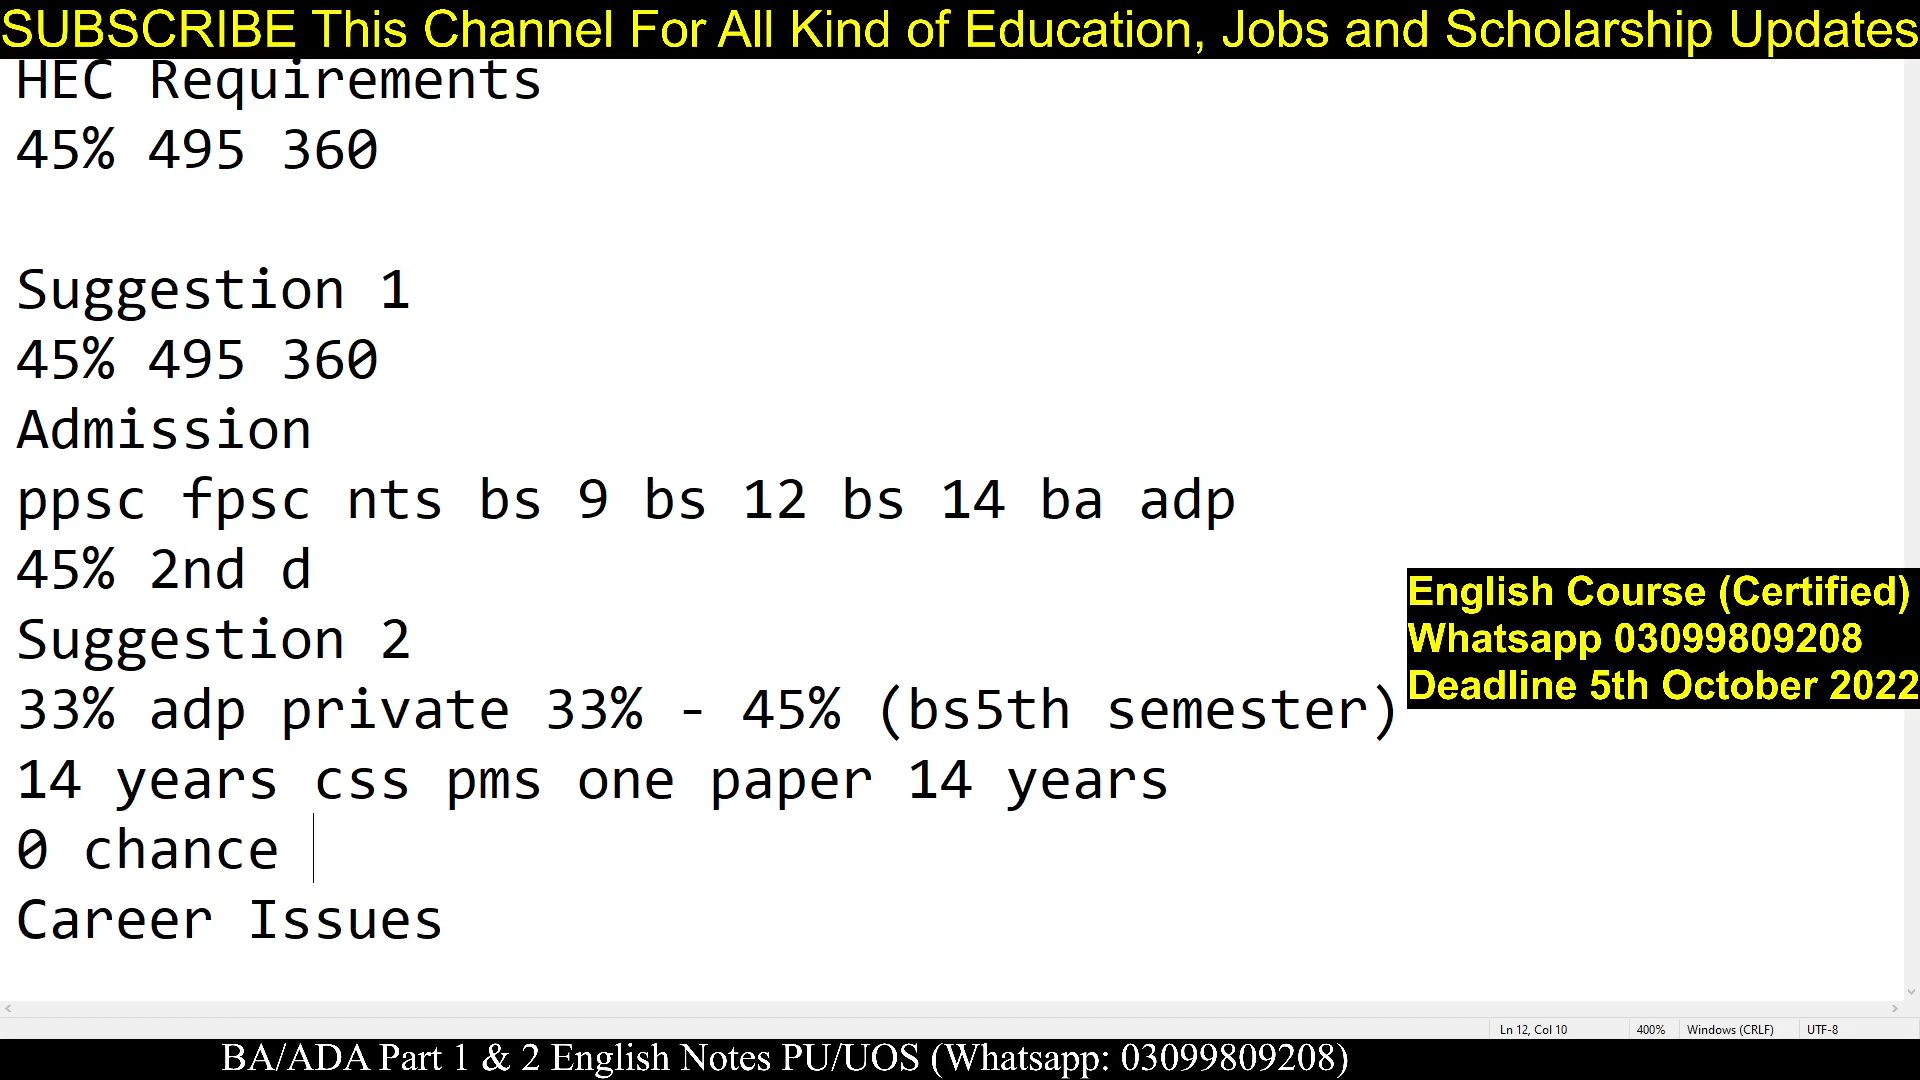 SUBSCRIBE This Channel For All Kind of Education, Jobs and Scholarship Updates
HEC Requirements
45% 495 360
Suggestion 1
45% 495 360
Admission
ppsc fpsc nts bs 9 bs 12 bs 14 ba adp
45% 2nd d
Suggestion 2
33% adp private 33% - 45% (bs5th semester)
14 years css pms one paper 14 years
0 chance
Career Issues
English Course (Certified)
Whatsapp 03099809208
Deadline 5th October 2022
Ln 12, Col 10 400% Windows (CRLF) UTF-8
BA/ADA Part 1 & 2 English Notes PU/UOS (Whatsapp: 03099809208)